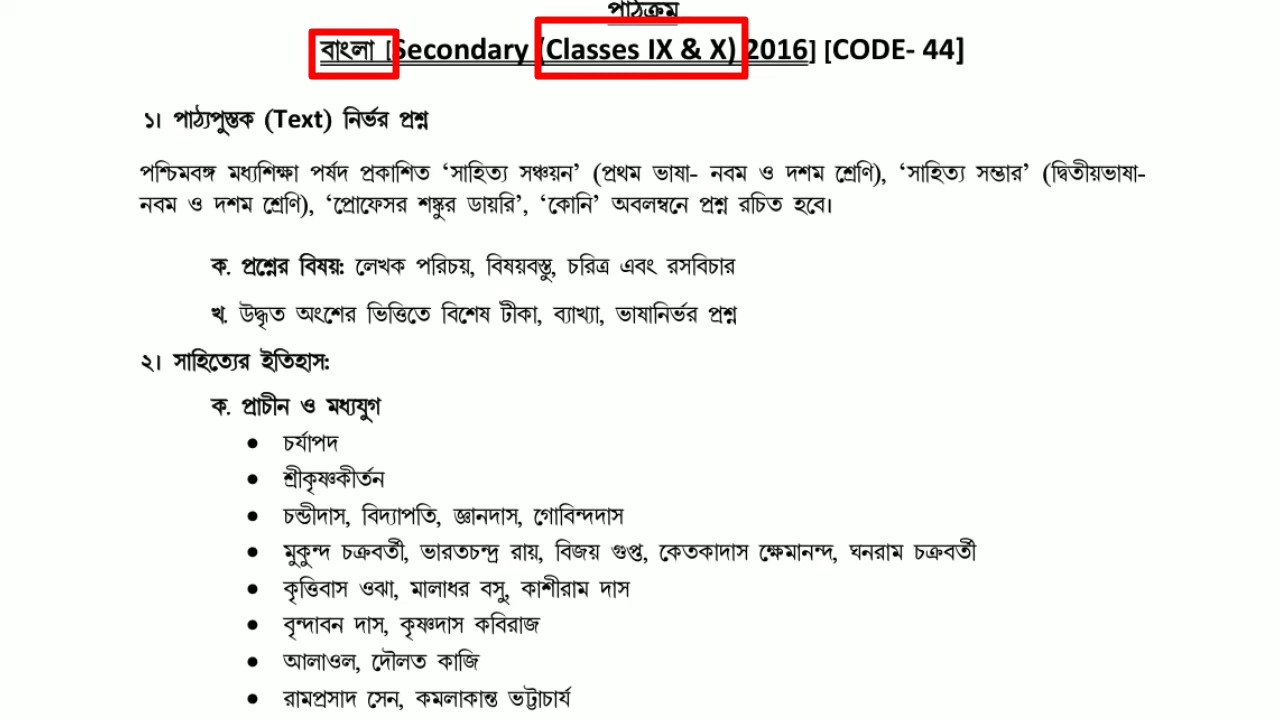 পাঠক্রম
বাংলা [Secondary (Classes IX & X) 2016] [CODE- 44]
১। পাঠ্যপুস্তক (Text) নির্ভর প্রশ্ন
পশ্চিমবঙ্গ মধ্যশিক্ষা পর্ষদ প্রকাশিত ‘সাহিত্য সঞ্চয়ন’ (প্রথম ভাষা- নবম ও দশম শ্রেণি), ‘সাহিত্য সম্ভার’ (দ্বিতীয়ভাষা-
নবম ও দশম শ্রেণি), ‘প্রোফেসর শঙ্কুর ডায়রি’, ‘কোনি’ অবলম্বনে প্রশ্ন রচিত হবে।
ক. প্রশ্নের বিষয়: লেখক পরিচয়, বিষয়বস্তু, চরিত্র এবং রসবিচার
খ. উদ্ধৃত অংশের ভিত্তিতে বিশেষ টীকা, ব্যাখ্যা, ভাষানির্ভর প্রশ্ন
২। সাহিত্যের ইতিহাস:
ক. প্রাচীন ও মধ্যযুগ
• চর্যাপদ
• শ্রীকৃষ্ণকীর্তন
• চন্ডীদাস, বিদ্যাপতি, জ্ঞানদাস, গোবিন্দদাস
• মুকুন্দ চক্রবর্তী, ভারতচন্দ্র রায়, বিজয় গুপ্ত, কেতকাদাস ক্ষেমানন্দ, ঘনরাম চক্রবর্তী
• কৃত্তিবাস ওঝা, মালাধর বসু, কাশীরাম দাস
• বৃন্দাবন দাস, কৃষ্ণদাস কবিরাজ
• আলাওল, দৌলত কাজি
• রামপ্রসাদ সেন, কমলাকান্ত ভট্টাচার্য